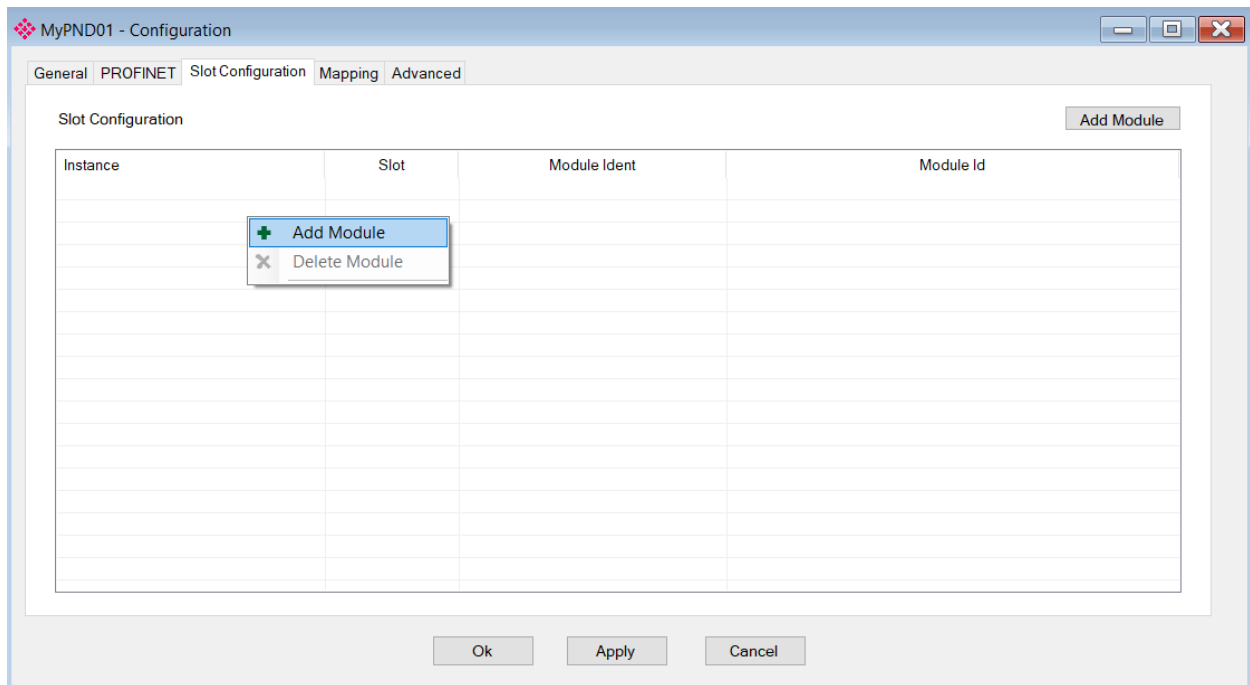 MyPND01 - Configuration
General PROFINET Slot Configuration Mapping Advanced
Slot Configuration Add Module
Instance Slot Module Ident Module Id
Add Module
Delete Module
Ok Apply Cancel